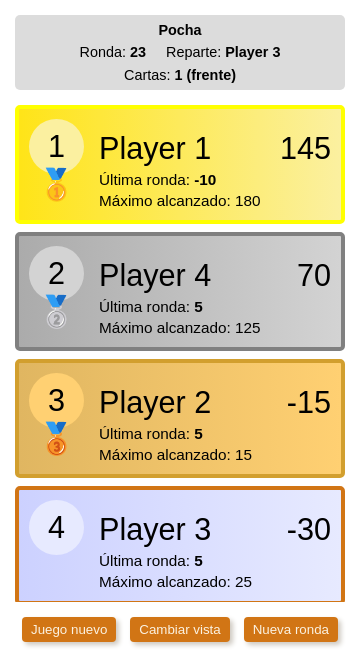 Pocha
Ronda: 23 Reparte: Player 3
Cartas: 1 (frente)
1 Player 1 145
Última ronda: -10
1 Máximo alcanzado: 180
2 Player 4 70
Última ronda: 5
2 Máximo alcanzado: 125
3 Player 2 -15
Última ronda: 5
3 Máximo alcanzado: 15
4 Player 3 -30
Última ronda: 5
Máximo alcanzado: 25
Juego nuevo Cambiar vista Nueva ronda